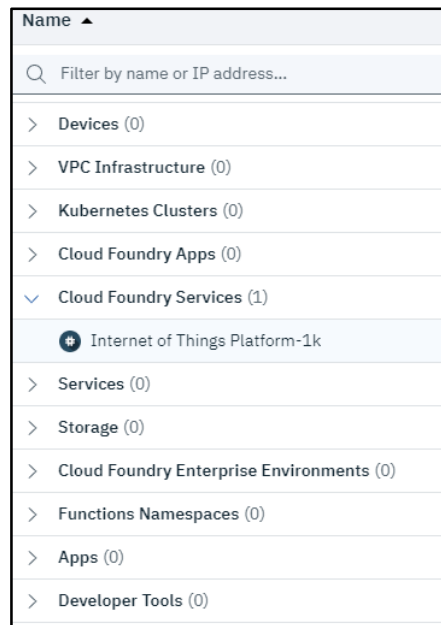 Name
Filter by name or IP address...
Devices (0)
VPC Infrastructure (0)
Kubernetes Clusters (0)
Cloud Foundry Apps (0)
Cloud Foundry Services (1)
Internet of Things Platform-1k
Services (0)
Storage (0)
Cloud Foundry Enterprise Environments (0)
Functions Namespaces (0)
Apps (0)
Developer Tools (0)